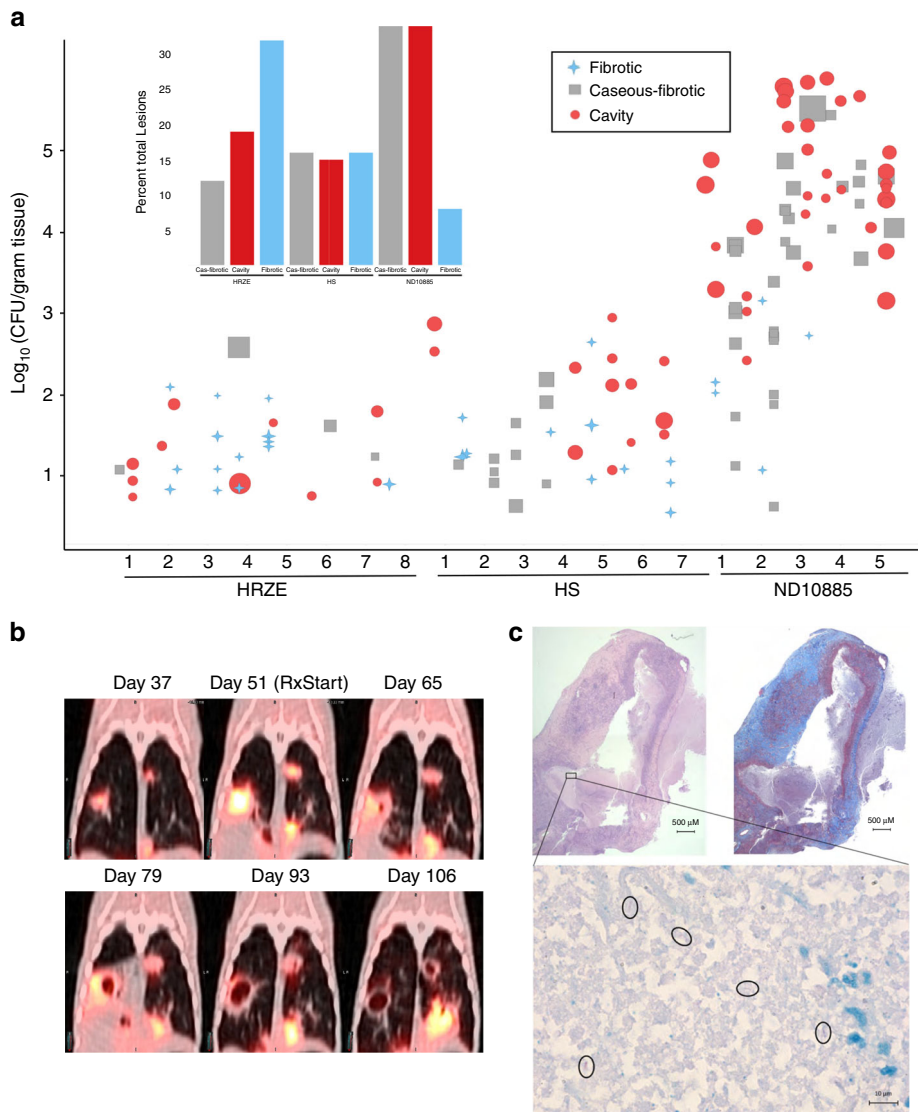 a
30
20
15
10
5
Percent total Lesions
Cas-fibrotic Cavity Fibrotic Cas-fibrotic Cavity Fibrotic Cas-fibrotic Cavity Fibrotic
HRZE HS ND10885
Fibrotic
Caseous-fibrotic
Cavity
Log10 (CFU/gram tissue)
5
4
3
2
1
1 2 3 4 5 6 7 8 1 2 3 4 5 6 7 1 2 3 4 5
HRZE HS ND10885
b
Day 37 Day 51 (RxStart) Day 65
Day 79 Day 93 Day 106
c
500 µM 500 µM
10 µm